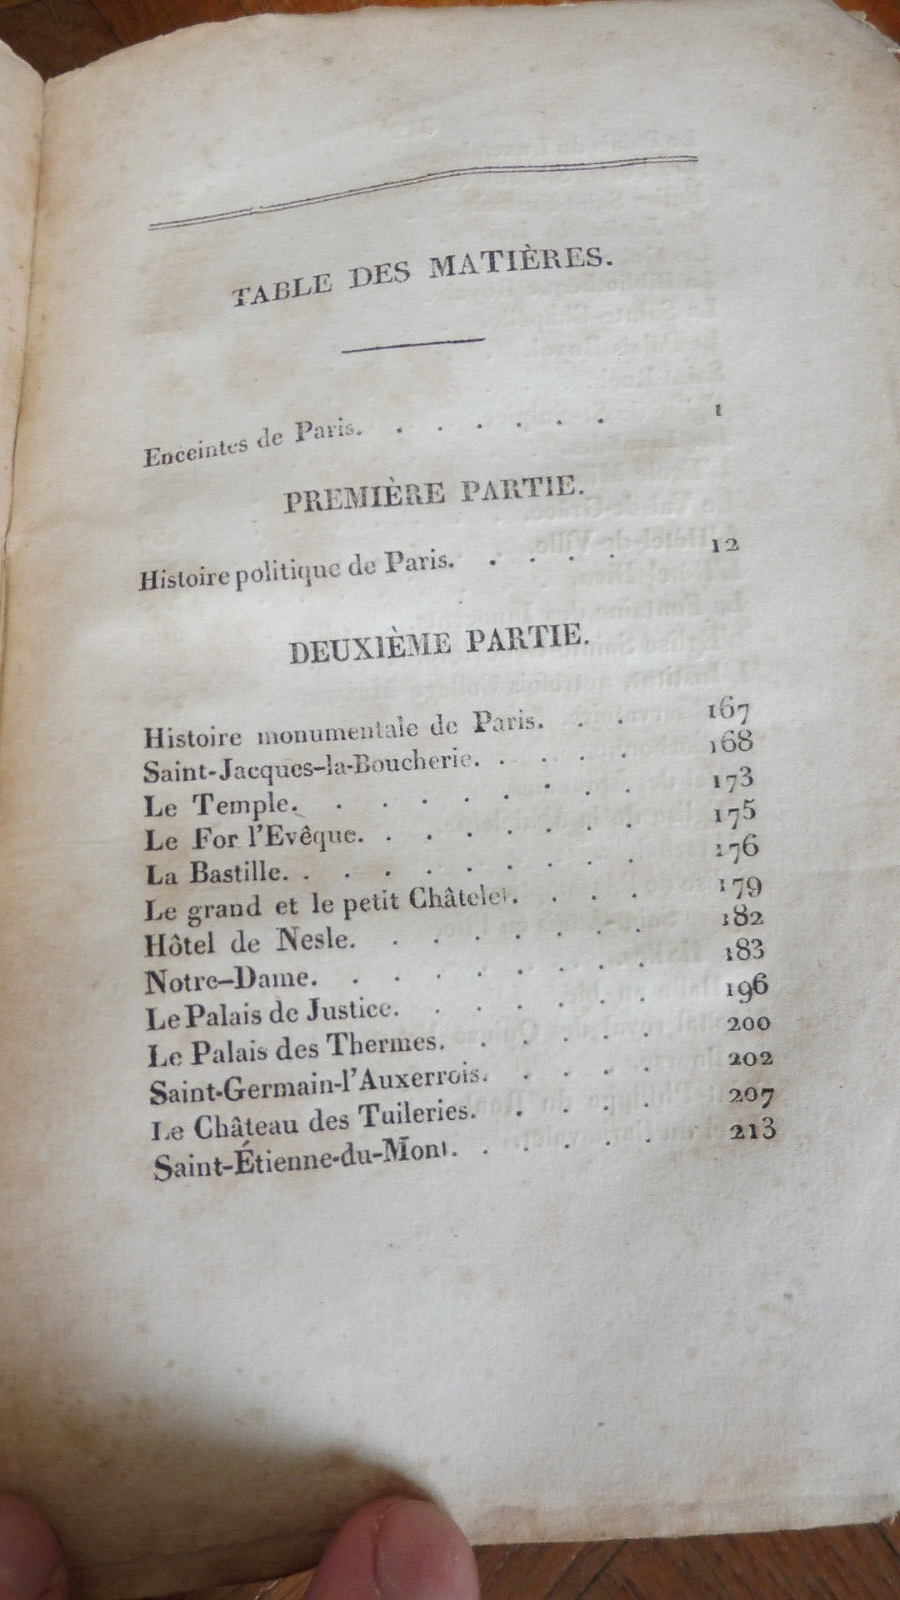 TABLE DES MATIÈRES.
Enceintes de Paris. . . . . . . 1
PREMIÈRE PARTIE.
Histoire politique de Paris. . . . . 12
DEUXIÈME PARTIE.
Histoire monumentale de Paris. . . 167
Saint-Jacques-la-Boucherie. . . . . 168
Le Temple. . . . . . . . 173
Le For l'Evêque. . . . . . . . 175
La Bastille. . . . . . . . . . 176
Le grand et le petit Châtelet. . . . 179
Hôtel de Nesle. . . . . . . . 182
Notre-Dame. . . . . . . . . 183
Le Palais de Justice. . . . . . . 196
Le Palais des Thermes. . . . . . 200
Saint-Germain-l'Auxerrois. . . . . 202
Le Château des Tuileries. . . . . 207
Saint-Étienne-du-Mont. . . . . . 213